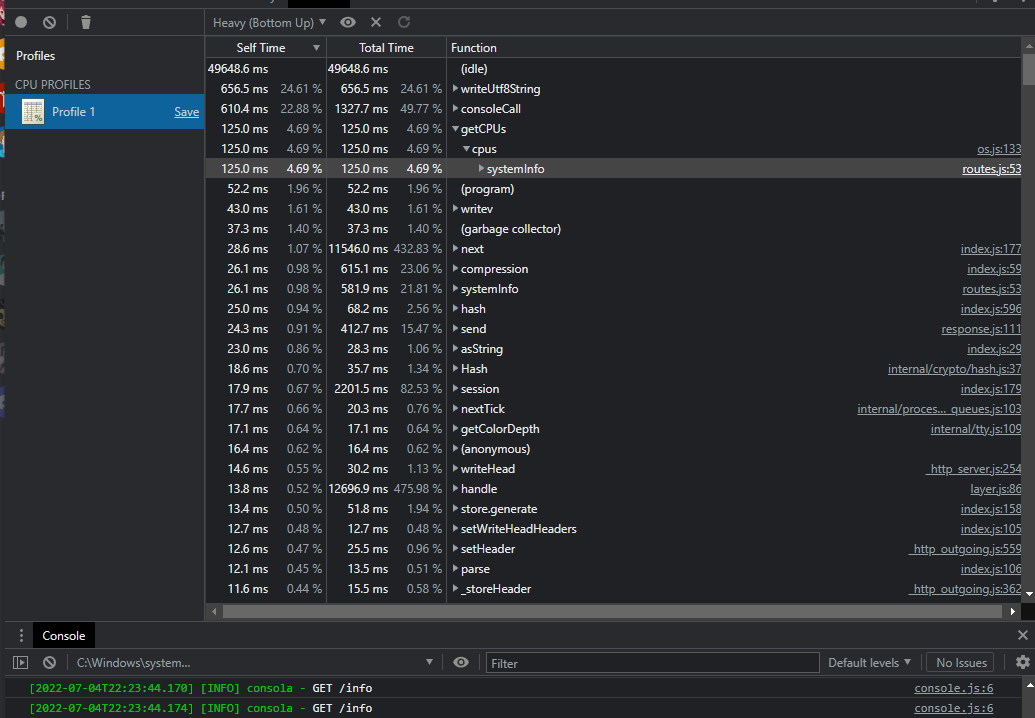 Heavy (Bottom Up)
Profiles
CPU PROFILES
Profile 1 Save
Self Time Total Time Function
49648.6 ms 49648.6 ms (idle)
656.5 ms 24.61 % 656.5 ms 24.61 % writeUtf8String
610.4 ms 22.88 % 1327.7 ms 49.77 % consoleCall
125.0 ms 4.69 % 125.0 ms 4.69 % getCPUs
125.0 ms 4.69 % 125.0 ms 4.69 % cpus os.js:133
125.0 ms 4.69 % 125.0 ms 4.69 % systemInfo routes.js:53
52.2 ms 1.96 % 52.2 ms 1.96 % (program)
43.0 ms 1.61 % 43.0 ms 1.61 % writev
37.3 ms 1.40 % 37.3 ms 1.40 % (garbage collector)
28.6 ms 1.07 % 11546.0 ms 432.83 % next index.js:177
26.1 ms 0.98 % 615.1 ms 23.06 % compression index.js:59
26.1 ms 0.98 % 581.9 ms 21.81 % systemInfo routes.js:53
25.0 ms 0.94 % 68.2 ms 2.56 % hash index.js:596
24.3 ms 0.91 % 412.7 ms 15.47 % send response.js:111
23.0 ms 0.86 % 28.3 ms 1.06 % asString index.js:29
18.6 ms 0.70 % 35.7 ms 1.34 % Hash internal/crypto/hash.js:37
17.9 ms 0.67 % 2201.5 ms 82.53 % session index.js:179
17.7 ms 0.66 % 20.3 ms 0.76 % nextTick internal/proces…_queues.js:103
17.1 ms 0.64 % 17.1 ms 0.64 % getColorDepth internal/tty.js:109
16.4 ms 0.62 % 16.4 ms 0.62 % (anonymous)
14.6 ms 0.55 % 30.2 ms 1.13 % writeHead _http_server.js:254
13.8 ms 0.52 % 12696.9 ms 475.98 % handle layer.js:86
13.4 ms 0.50 % 51.8 ms 1.94 % store.generate index.js:158
12.7 ms 0.48 % 12.7 ms 0.48 % setWriteHeadHeaders index.js:105
12.6 ms 0.47 % 25.5 ms 0.96 % setHeader _http_outgoing.js:559
12.1 ms 0.45 % 13.5 ms 0.51 % parse index.js:106
11.6 ms 0.44 % 15.5 ms 0.58 % _storeHeader _http_outgoing.js:362
Console
C:\Windows\system... Filter Default levels No Issues
[2022-07-04T22:23:44.170] [INFO] consola - GET /info console.js:6
[2022-07-04T22:23:44.174] [INFO] consola - GET /info console.js:6